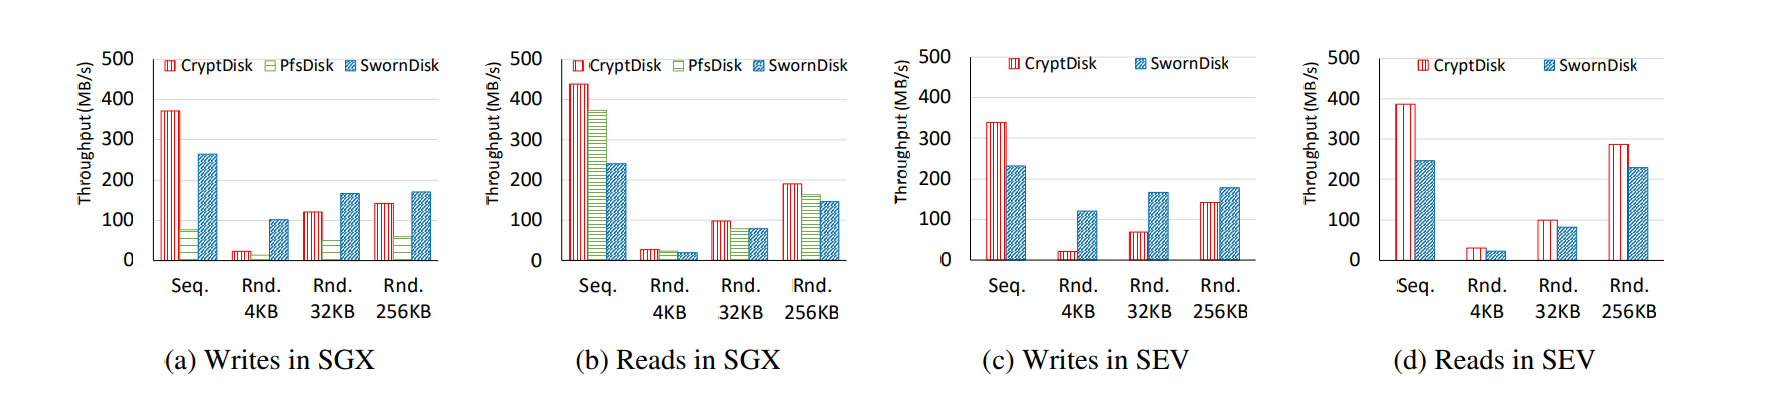 Throughput (MB/s)
500
400
300
200
100
0
CryptDisk PfsDisk SwornDisk
Seq. Rnd. Rnd. Rnd.
4KB 32KB 256KB
(a) Writes in SGX
Throughput (MB/s)
500
400
300
200
100
0
CryptDisk PfsDisk SwornDisk
Seq. Rnd. Rnd. Rnd.
4KB 32KB 256KB
(b) Reads in SGX
Throughput (MB/s)
500
400
300
200
100
0
CryptDisk SwornDisk
Seq. Rnd. Rnd. Rnd.
4KB 32KB 256KB
(c) Writes in SEV
Throughput (MB/s)
500
400
300
200
100
0
CryptDisk SwornDisk
Seq. Rnd. Rnd. Rnd.
4KB 32KB 256KB
(d) Reads in SEV